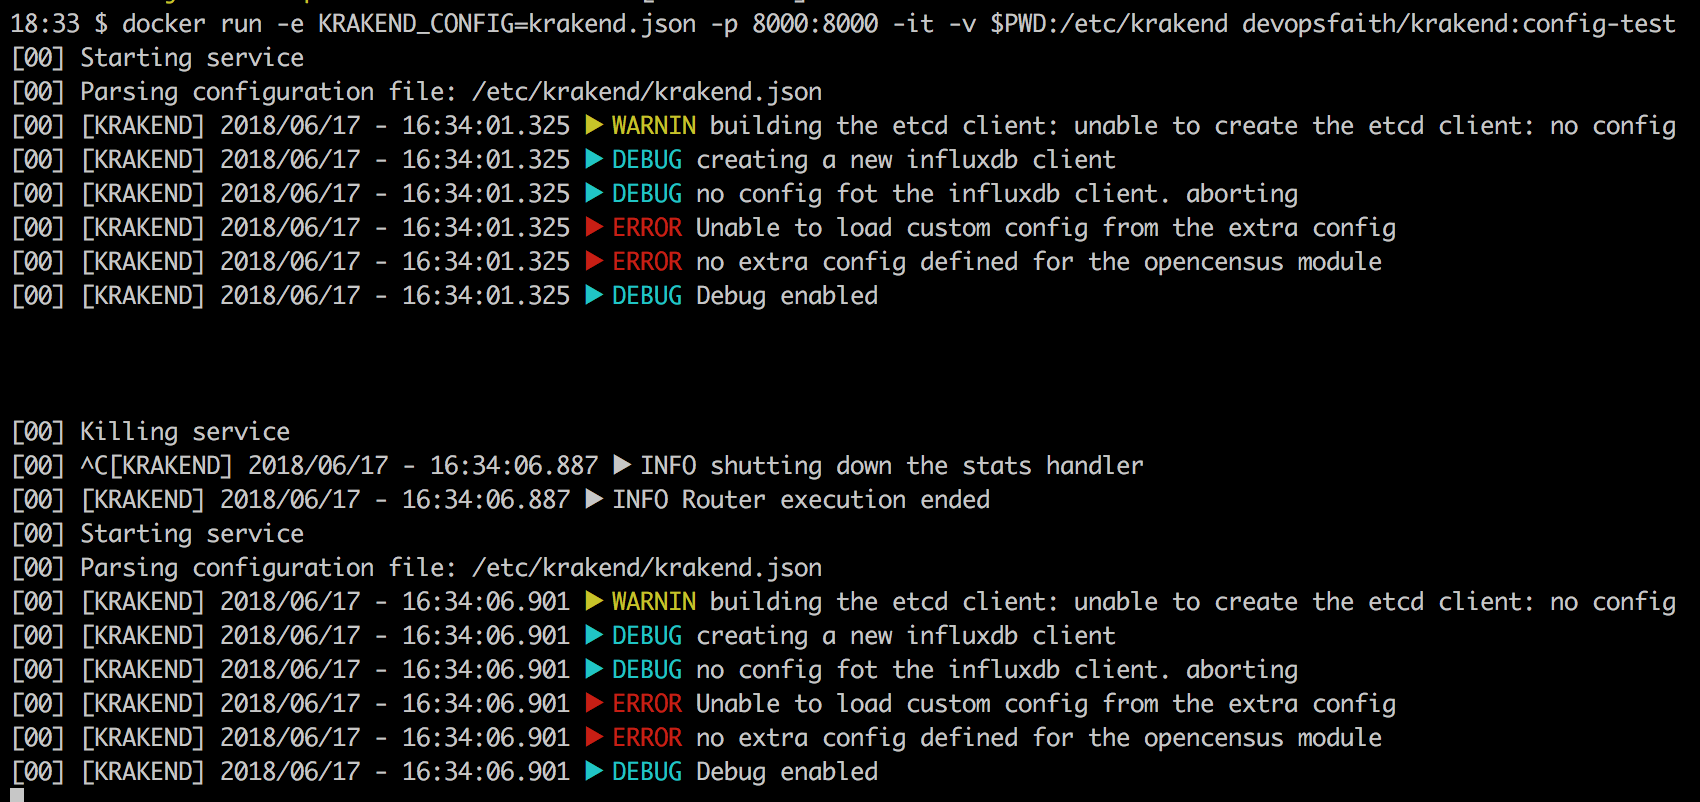 18:33 $ docker run -e KRAKEND_CONFIG=krakend.json -p 8000:8000 -it -v $PWD:/etc/krakend devopsfaith/krakend:config-test
[00] Starting service
[00] Parsing configuration file: /etc/krakend/krakend.json
[00] [KRAKEND] 2018/06/17 - 16:34:01.325 ▶ WARNIN building the etcd client: unable to create the etcd client: no config
[00] [KRAKEND] 2018/06/17 - 16:34:01.325 ▶ DEBUG creating a new influxdb client
[00] [KRAKEND] 2018/06/17 - 16:34:01.325 ▶ DEBUG no config fot the influxdb client. aborting
[00] [KRAKEND] 2018/06/17 - 16:34:01.325 ▶ ERROR Unable to load custom config from the extra config
[00] [KRAKEND] 2018/06/17 - 16:34:01.325 ▶ ERROR no extra config defined for the opencensus module
[00] [KRAKEND] 2018/06/17 - 16:34:01.325 ▶ DEBUG Debug enabled
[00] Killing service
[00] ^C[KRAKEND] 2018/06/17 - 16:34:06.887 ▶ INFO shutting down the stats handler
[00] [KRAKEND] 2018/06/17 - 16:34:06.887 ▶ INFO Router execution ended
[00] Starting service
[00] Parsing configuration file: /etc/krakend/krakend.json
[00] [KRAKEND] 2018/06/17 - 16:34:06.901 ▶ WARNIN building the etcd client: unable to create the etcd client: no config
[00] [KRAKEND] 2018/06/17 - 16:34:06.901 ▶ DEBUG creating a new influxdb client
[00] [KRAKEND] 2018/06/17 - 16:34:06.901 ▶ DEBUG no config fot the influxdb client. aborting
[00] [KRAKEND] 2018/06/17 - 16:34:06.901 ▶ ERROR Unable to load custom config from the extra config
[00] [KRAKEND] 2018/06/17 - 16:34:06.901 ▶ ERROR no extra config defined for the opencensus module
[00] [KRAKEND] 2018/06/17 - 16:34:06.901 ▶ DEBUG Debug enabled